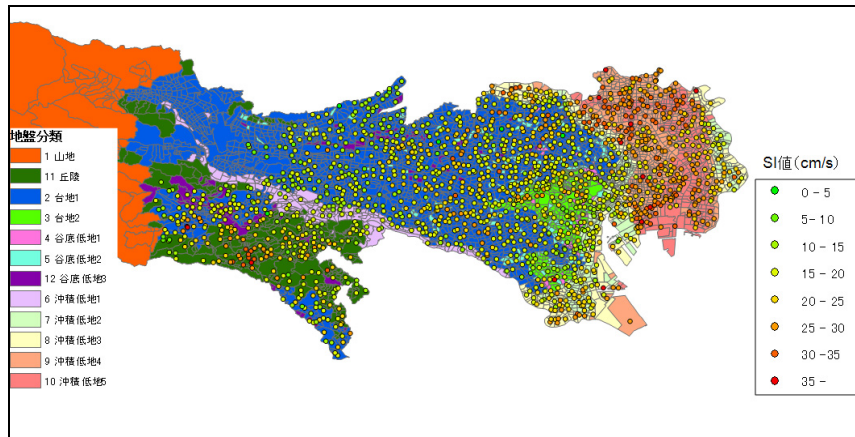 地盤分類
1 山地
11 丘陵
2 台地1
3 台地2
4 谷底低地1
5 谷底低地2
12 谷底低地3
6 沖積低地1
7 沖積低地2
8 沖積低地3
9 沖積低地4
10 沖積低地5
SI値(cm/s)
0 - 5
5 - 10
10 - 15
15 - 20
20 - 25
25 - 30
30 -35
35 -